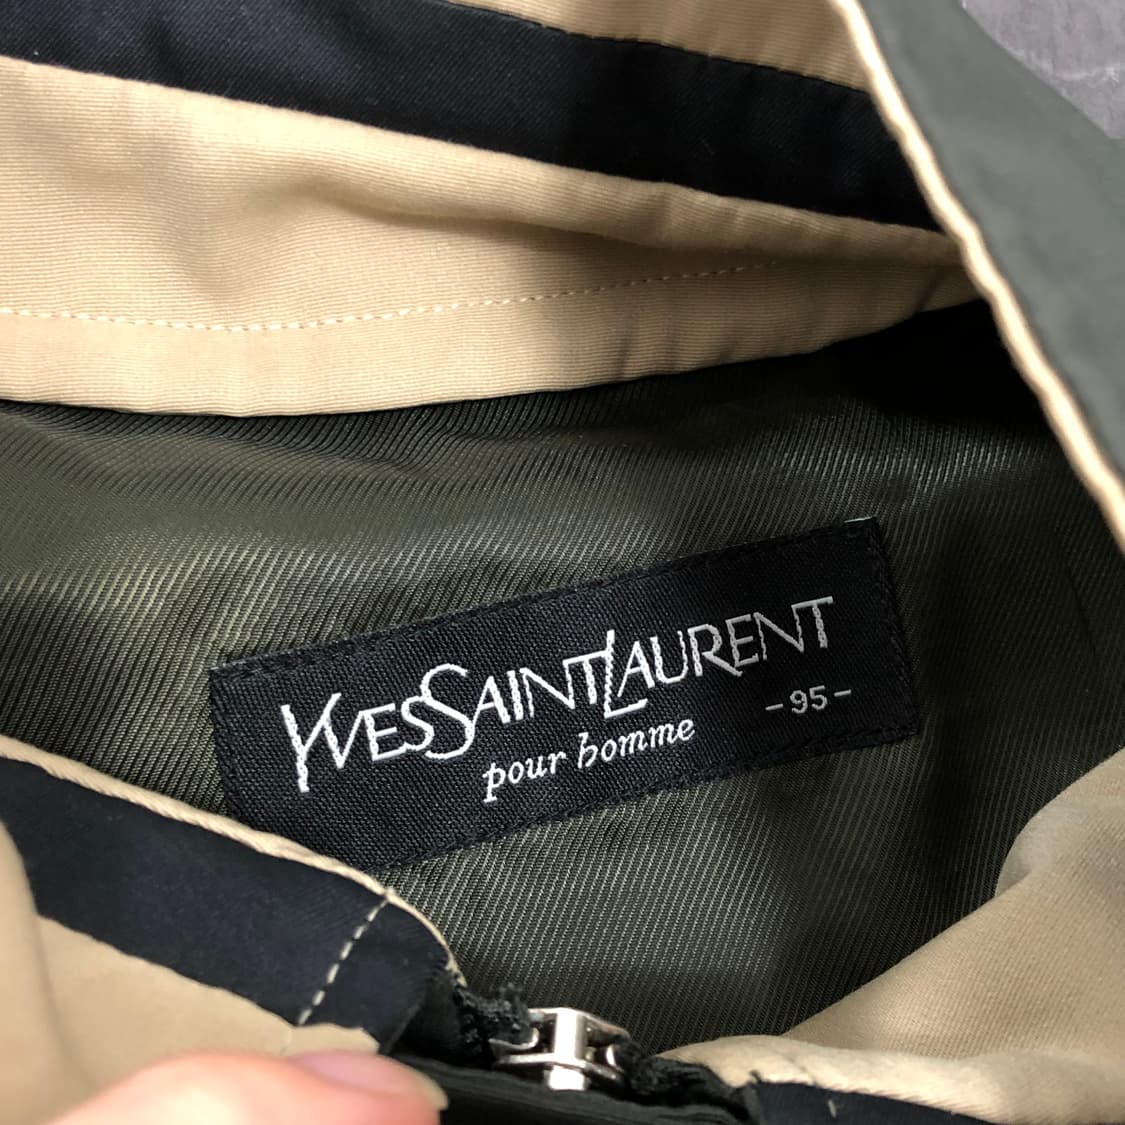 YVESSAINTLAURENT
pour homme
-95-